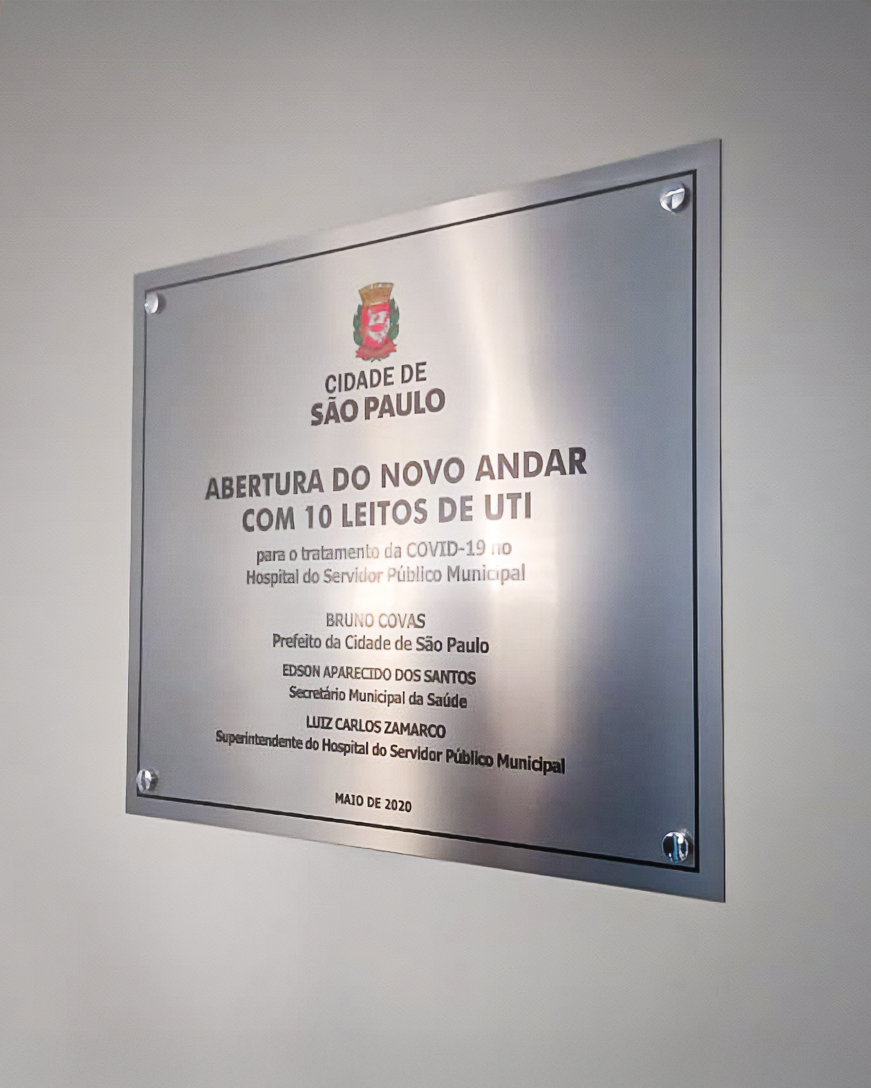 CIDADE DE
SÃO PAULO
ABERTURA DO NOVO ANDAR
COM 10 LEITOS DE UTI
para o tratamento da COVID-19 no
Hospital do Servidor Público Municipal
BRUNO COVAS
Prefeito da Cidade de São Paulo
EDSON APARECIDO DOS SANTOS
Secretário Municipal da Saúde
LUIZ CARLOS ZAMARCO
Superintendente do Hospital do Servidor Público Municipal
MAIO DE 2020